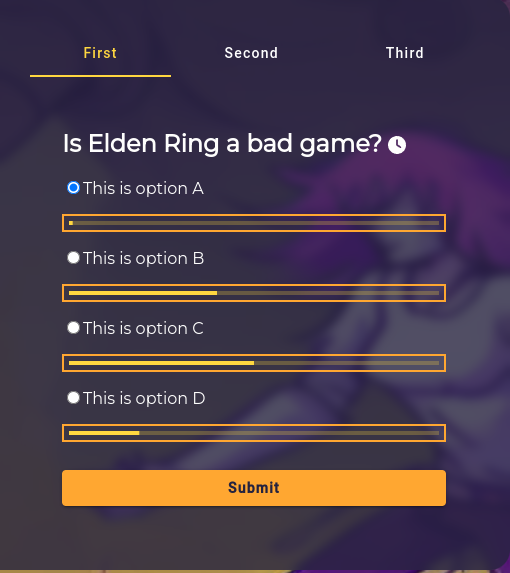 First Second Third
Is Elden Ring a bad game?
This is option A
This is option B
This is option C
This is option D
Submit